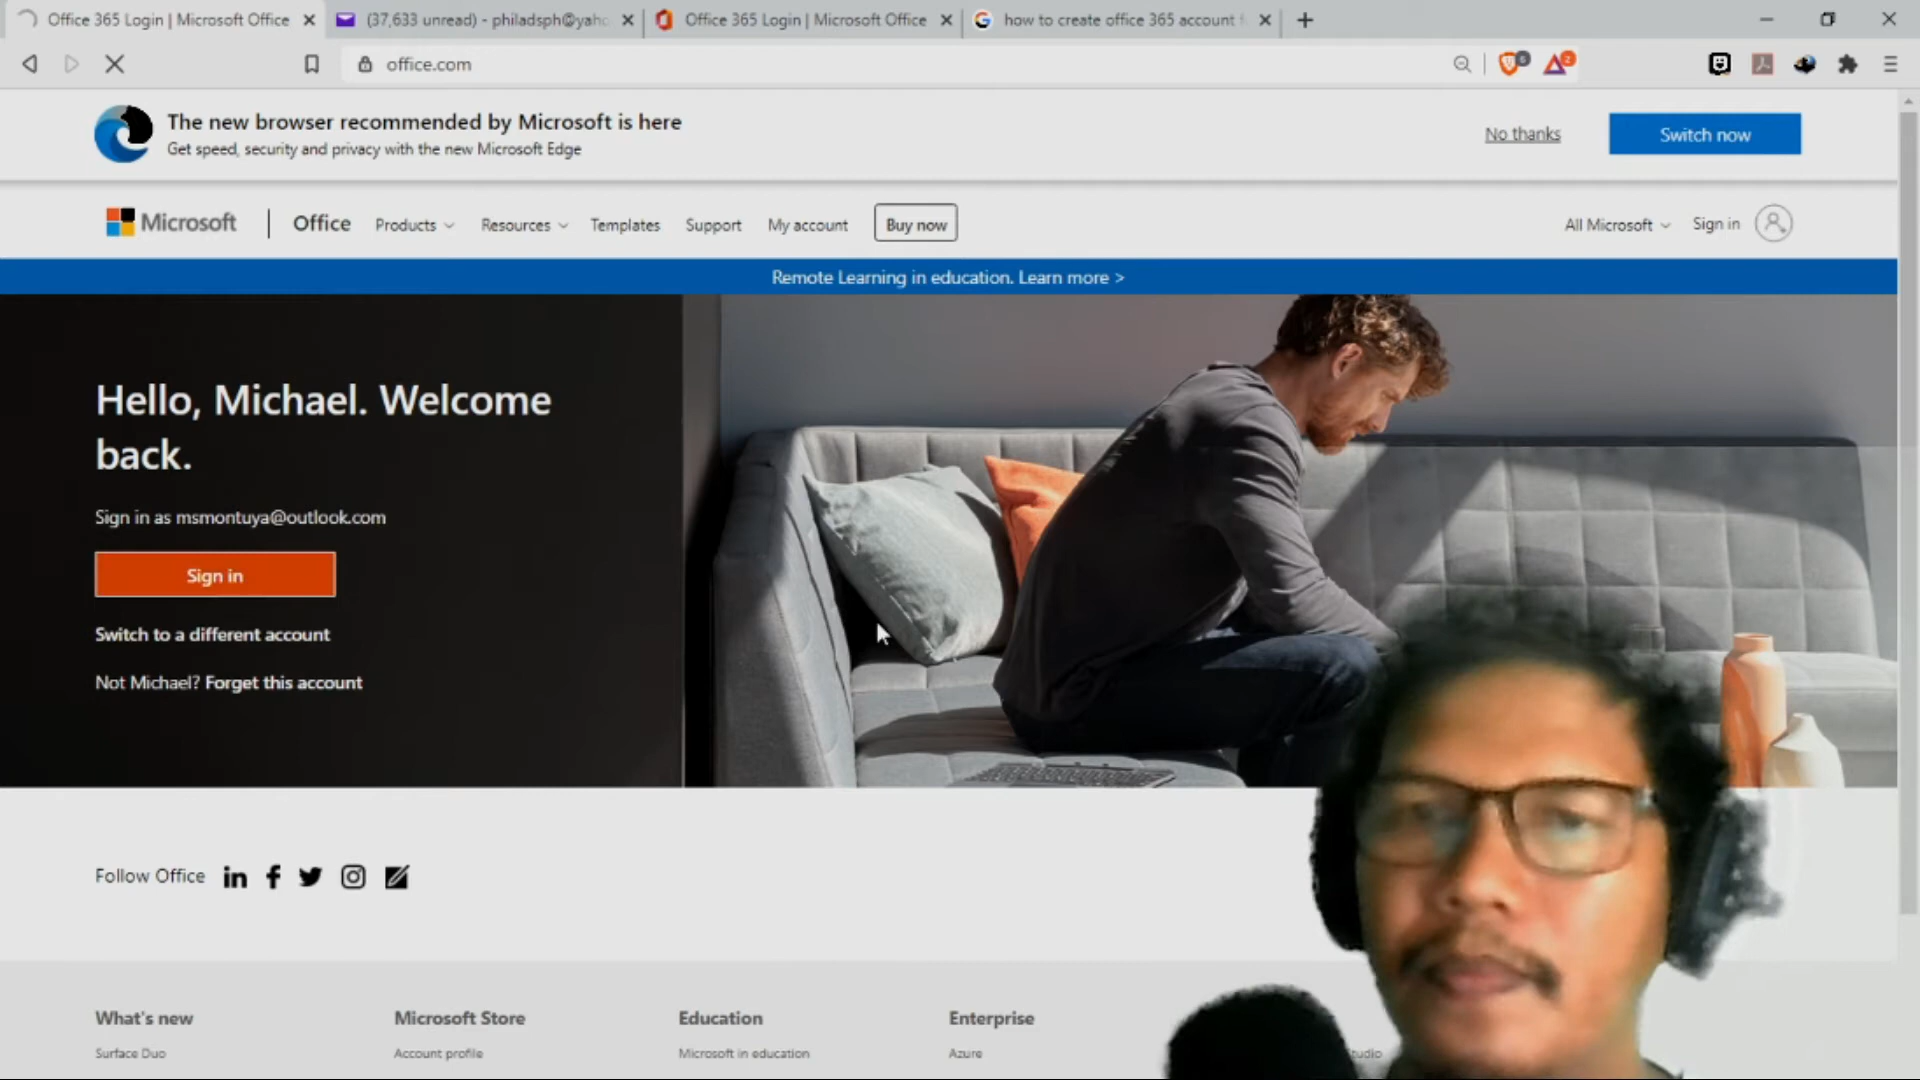 Office 365 Login | Microsoft Office
(37,633 unread) - philadsph@yaho
Office 365 Login | Microsoft Office
how to create office 365 account
office.com
The new browser recommended by Microsoft is here
Get speed, security and privacy with the new Microsoft Edge
No thanks
Switch now
Microsoft
Office
Products
Resources
Templates
Support
My account
Buy now
All Microsoft
Sign in
Remote Learning in education. Learn more >
Hello, Michael. Welcome
back.
Sign in as msmontuya@outlook.com
Sign in
Switch to a different account
Not Michael? Forget this account
Follow Office
What's new
Microsoft Store
Education
Enterprise
Surface Duo
Account profile
Microsoft in education
Azure